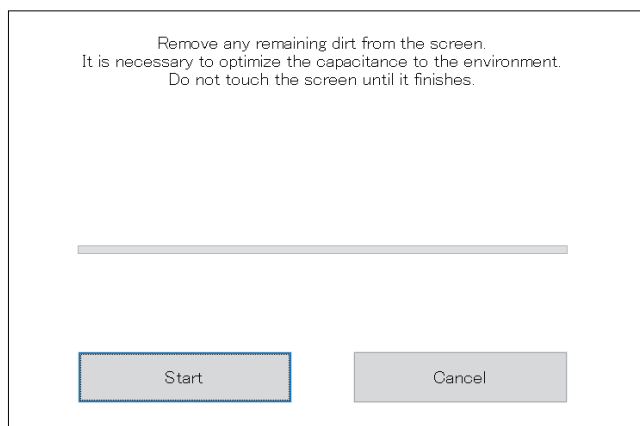 Remove any remaining dirt from the screen.
It is necessary to optimize the capacitance to the environment.
Do not touch the screen until it finishes.
Start
Cancel